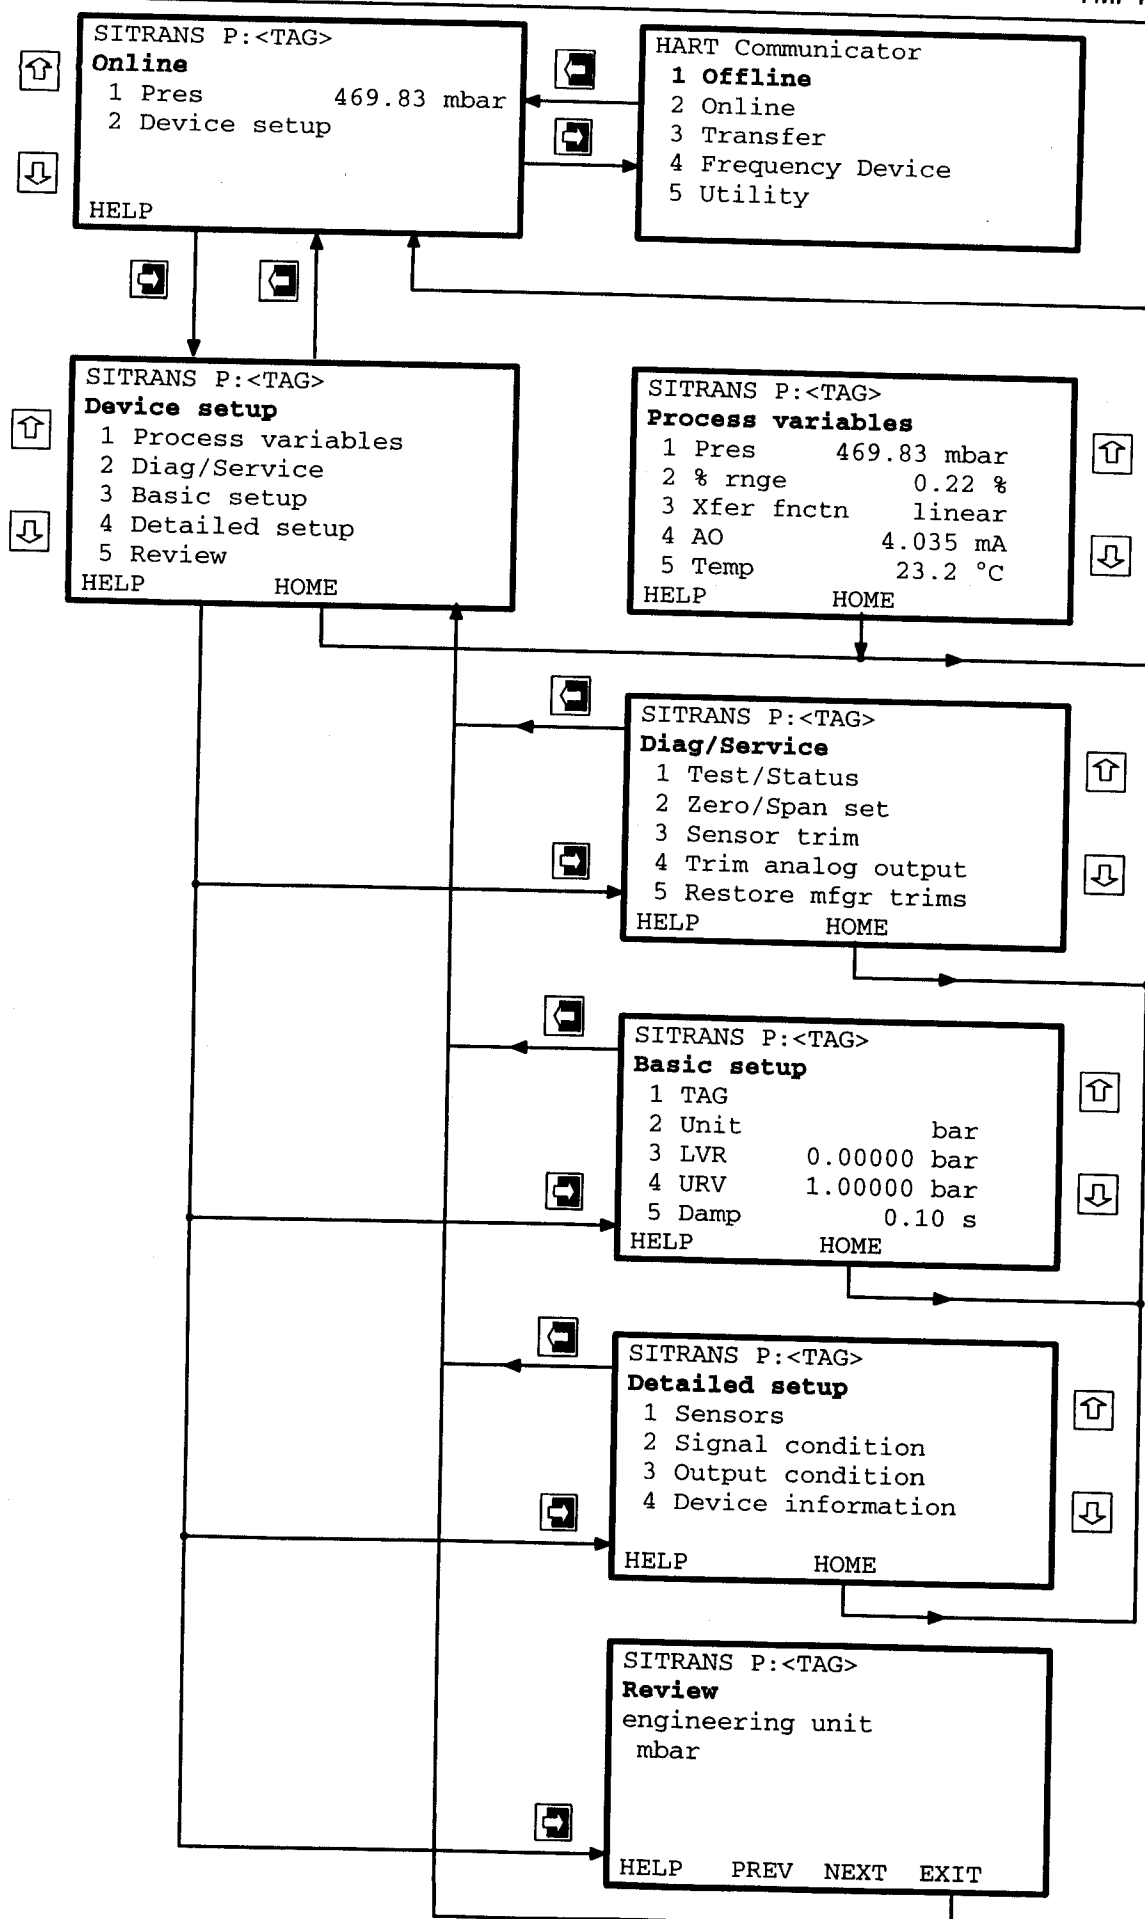 SITRANS P:<TAG>
Online
1 Pres 469.83 mbar
2 Device setup
HELP
HART Communicator
1 Offline
2 Online
3 Transfer
4 Frequency Device
5 Utility
SITRANS P:<TAG>
Device setup
1 Process variables
2 Diag/Service
3 Basic setup
4 Detailed setup
5 Review
HELP HOME
SITRANS P:<TAG>
Process variables
1 Pres 469.83 mbar
2 % rnge 0.22 %
3 Xfer fnctn linear
4 AO 4.035 mA
5 Temp 23.2 °C
HELP HOME
SITRANS P:<TAG>
Diag/Service
1 Test/Status
2 Zero/Span set
3 Sensor trim
4 Trim analog output
5 Restore mfgr trims
HELP HOME
SITRANS P:<TAG>
Basic setup
1 TAG
2 Unit bar
3 LVR 0.00000 bar
4 URV 1.00000 bar
5 Damp 0.10 s
HELP HOME
SITRANS P:<TAG>
Detailed setup
1 Sensors
2 Signal condition
3 Output condition
4 Device information
HELP HOME
SITRANS P:<TAG>
Review
engineering unit
mbar
HELP PREV NEXT EXIT